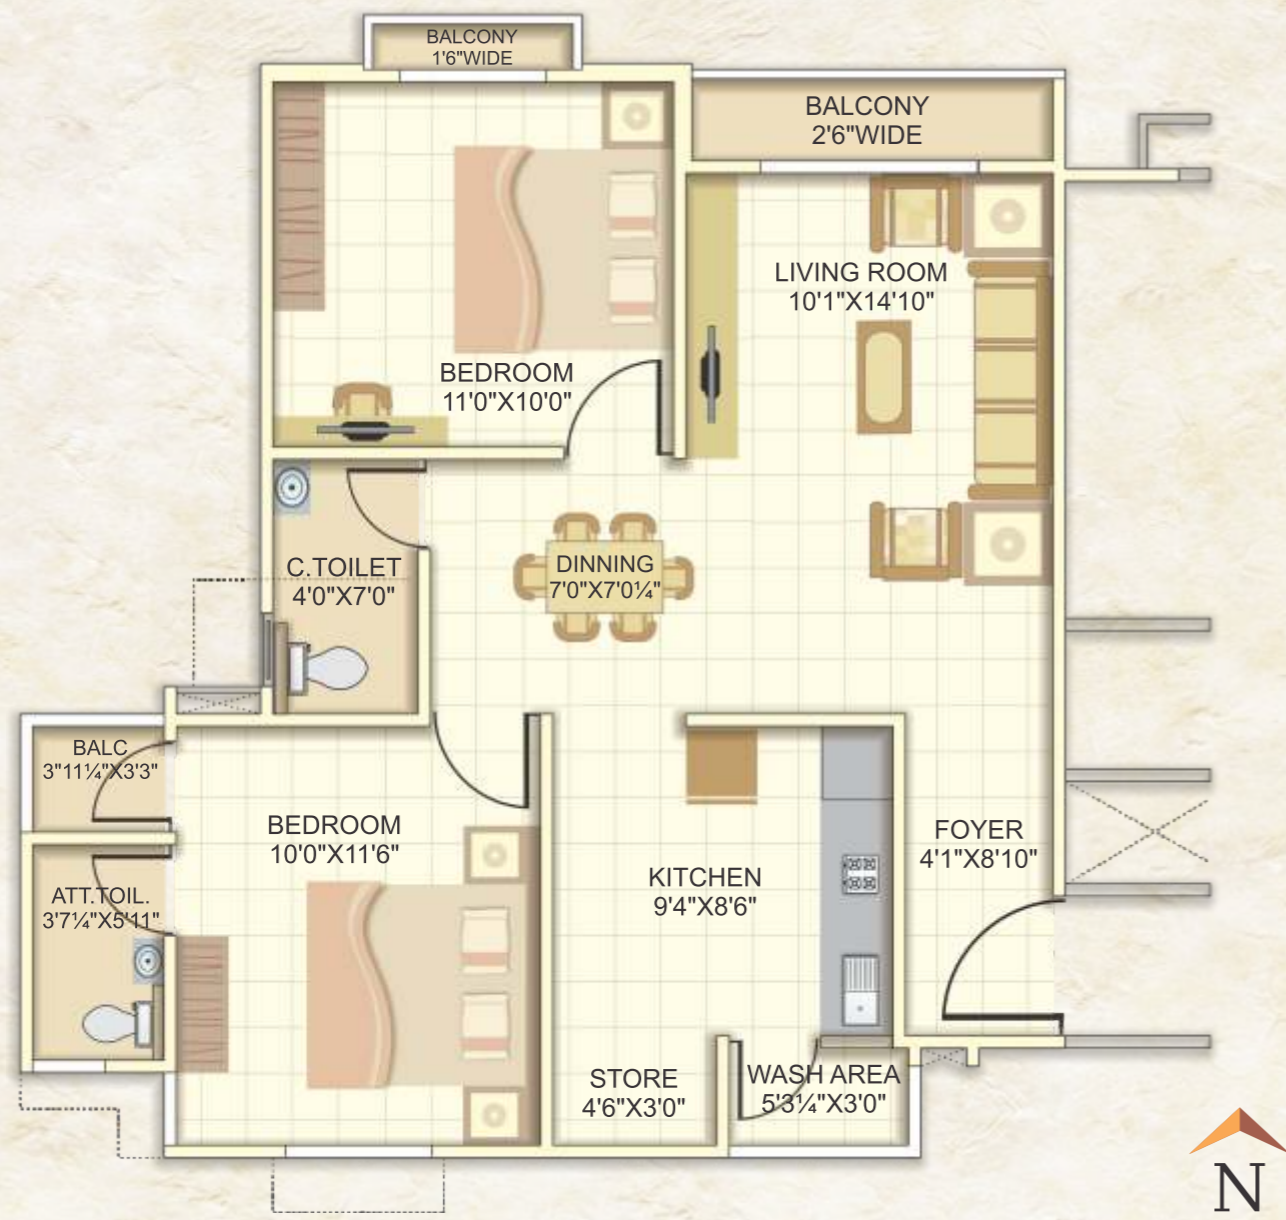 BALCONY
1'6"WIDE
BALCONY
2'6"WIDE
LIVING ROOM
10'1"X14'10"
BEDROOM
11'0"X10'0"
C.TOILET
4'0"X7'0"
DINNING
7'0"X7'0¼"
BALC
3"11¼"X3'3"
BEDROOM
10'0"X11'6"
ATT.TOIL.
3'7¼"X5'11"
KITCHEN
9'4"X8'6"
FOYER
4'1"X8'10"
STORE
4'6"X3'0"
WASH AREA
5'3¼"X3'0"
N